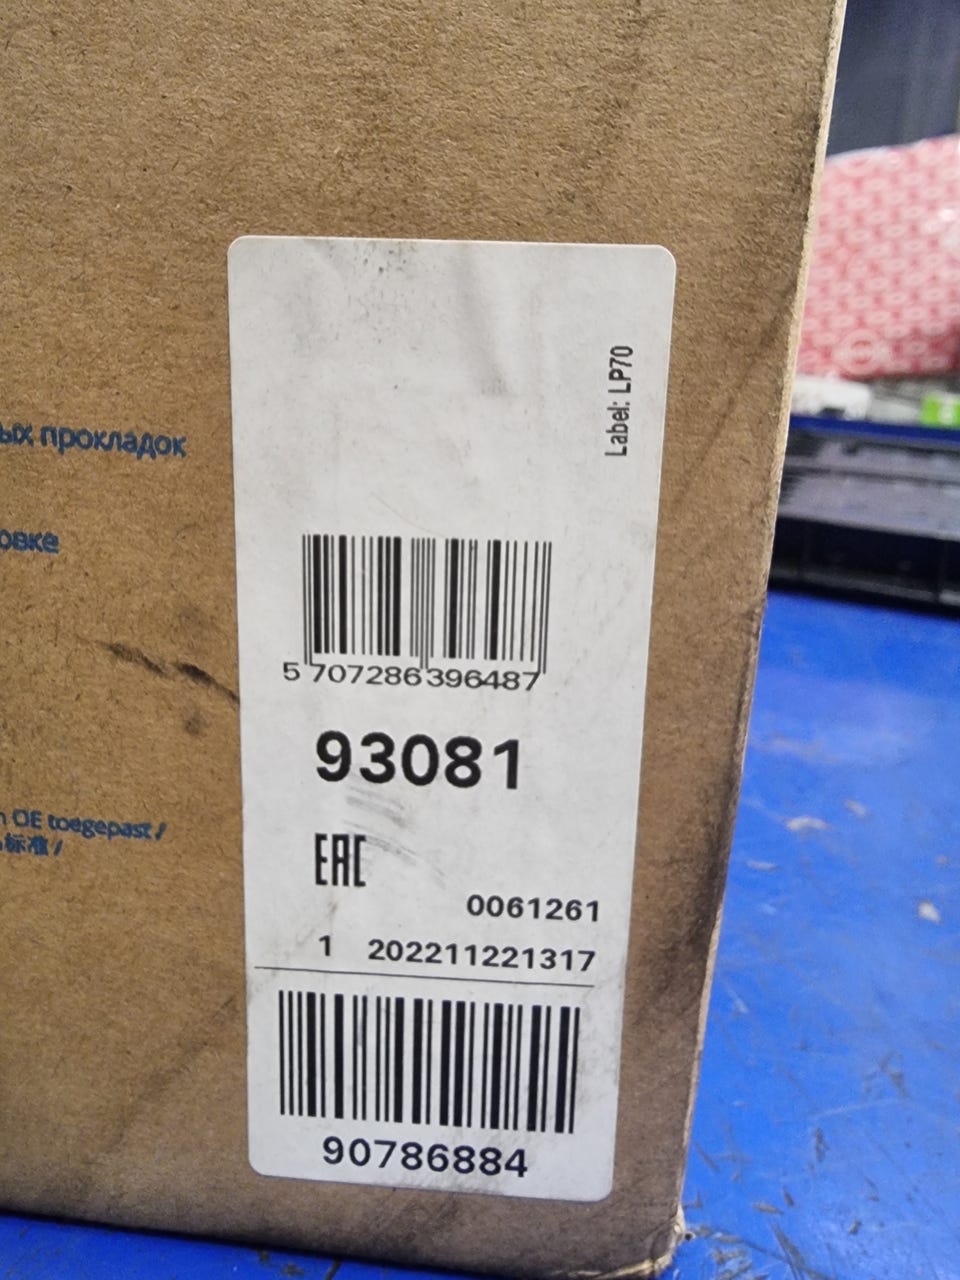 ых прокладок
овке
OE toegepast /
标准 /
Label: LP70
5 707286 396487
93081
EAC
0061261
1 202211221317
90786884